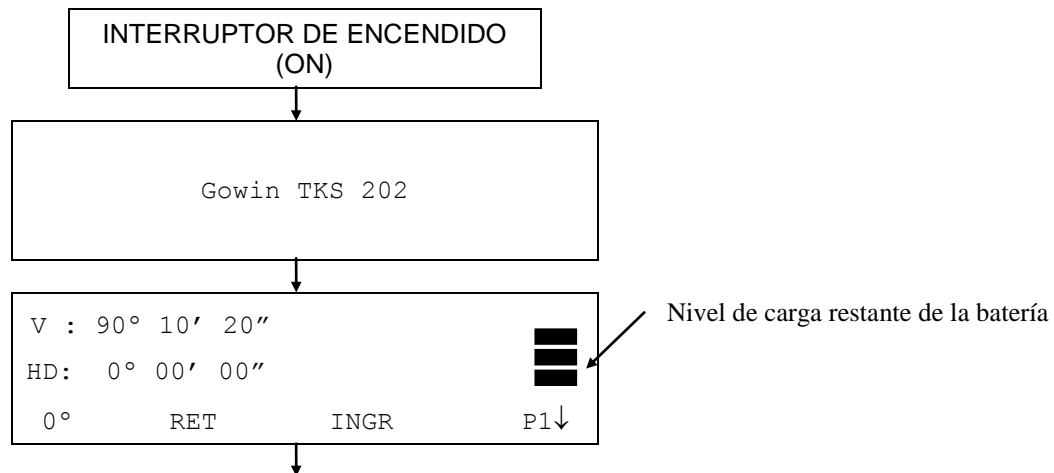 INTERRUPTOR DE ENCENDIDO
(ON)
Gowin TKS 202
V : 90° 10′ 20″
Nivel de carga restante de la batería
HD: 0° 00′ 00″
0° RET INGR P1↓